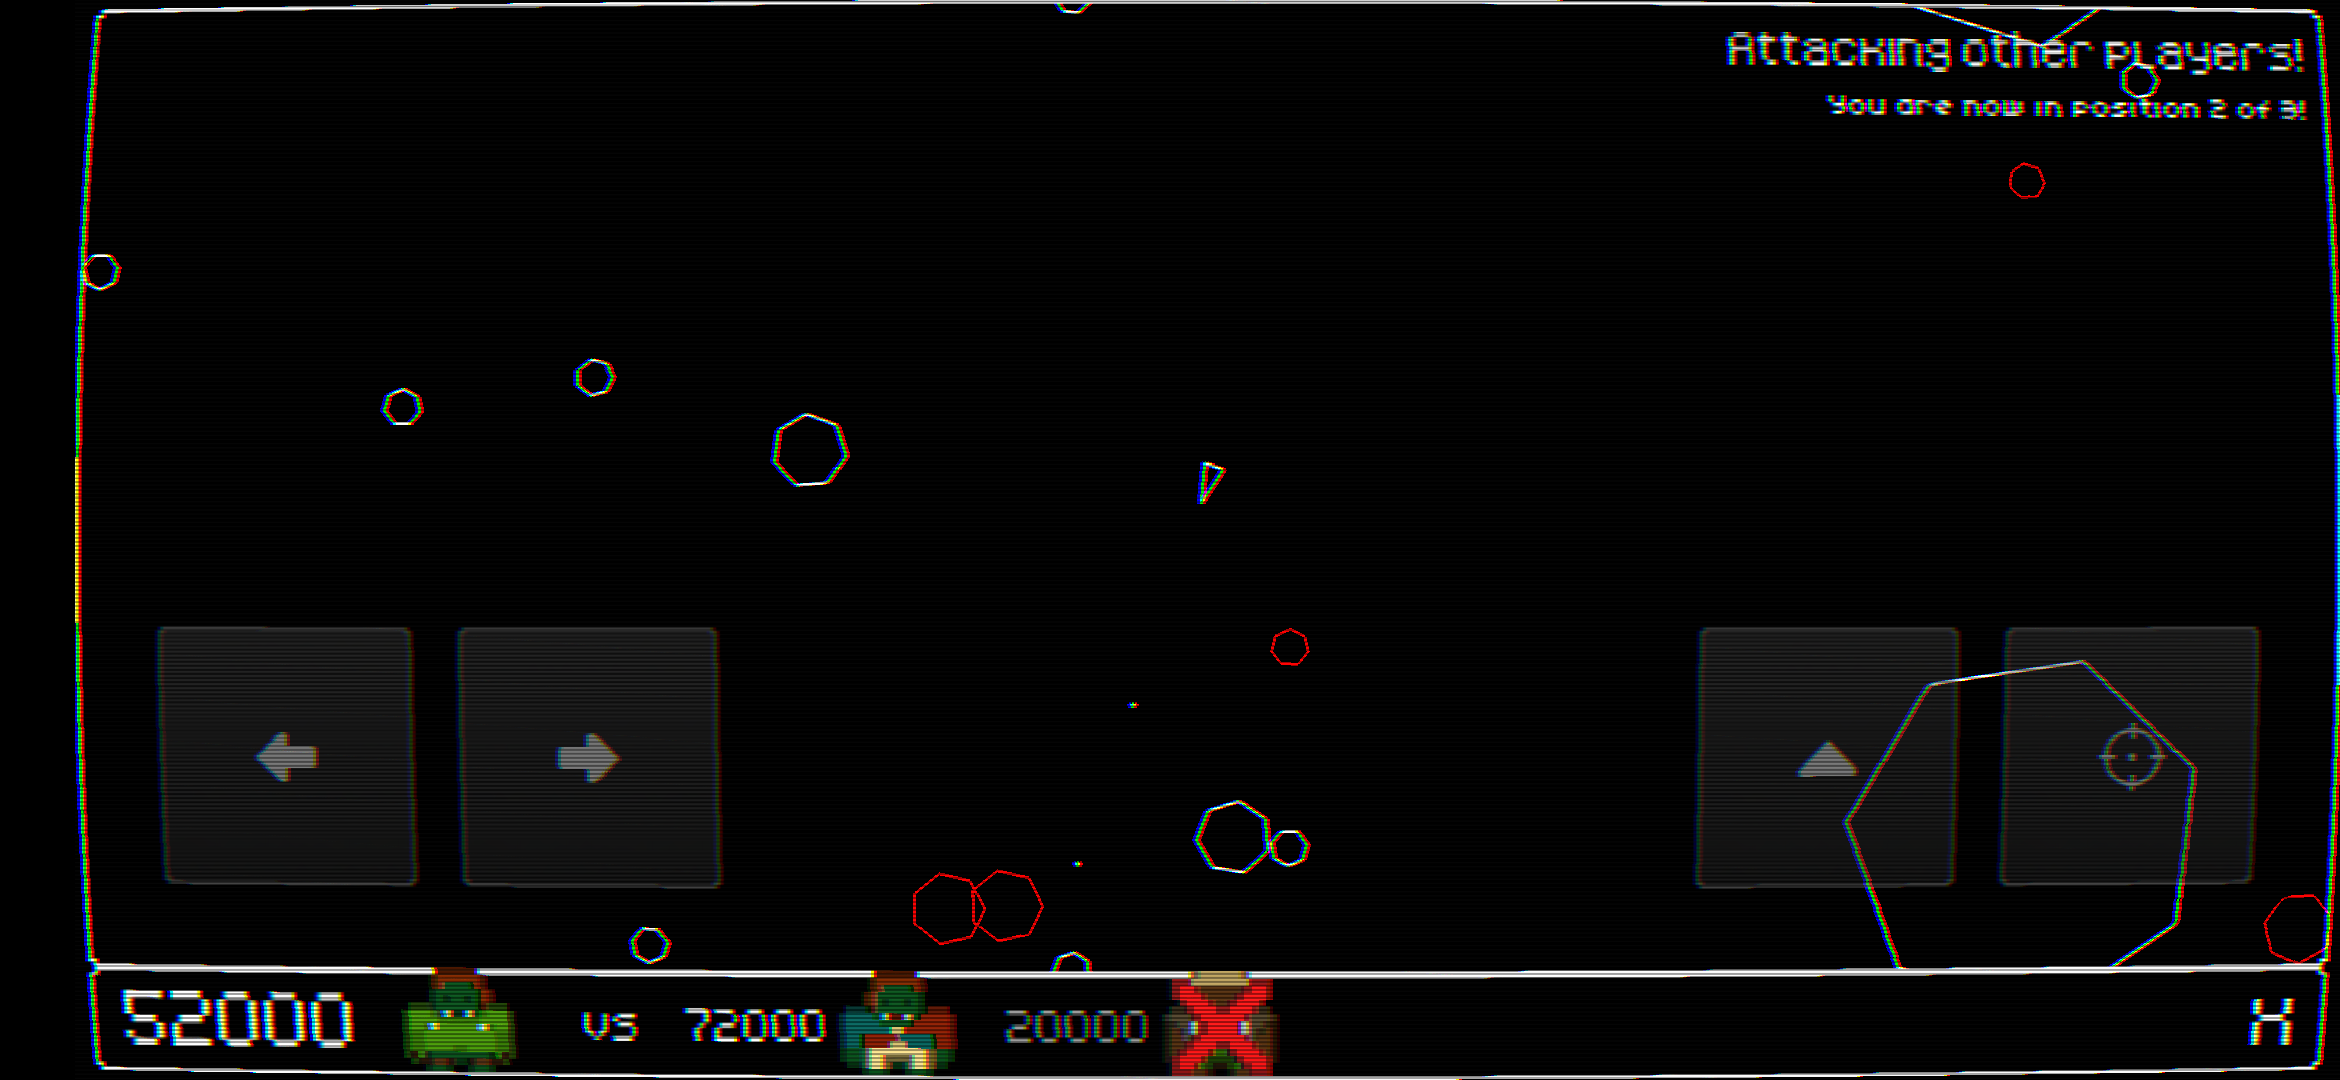 Attacking other players!
You are now in position 2 of 3!
52000 vs 72000 20000 X